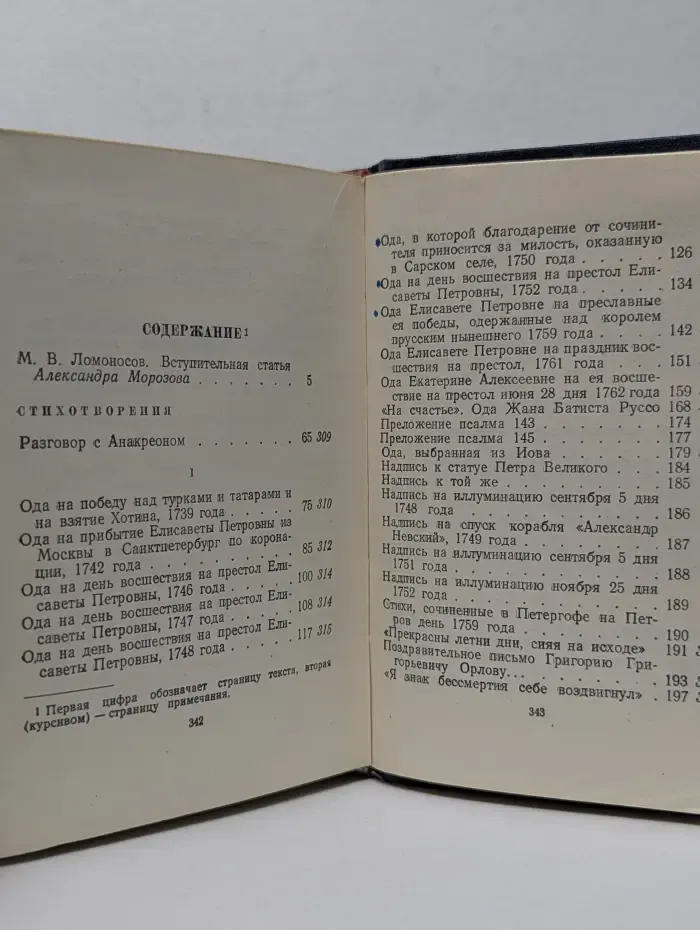 СОДЕРЖАНИЕ1
М. В. Ломоносов. Вступительная статья
Александра Морозова . . . . . . . 5
СТИХОТВОРЕНИЯ
Разговор с Анакреоном . . . . . . . 65 309
1
Ода на победу над турками и татарами и
на взятие Хотина, 1739 года . . . . . 75 310
Ода на прибытие Елисаветы Петровны из
Москвы в Санктпетербург по корона-
ции, 1742 года . . . . . . . . 85 312
Ода на день восшествия на престол Ели-
саветы Петровны, 1746 года . . . . 100 314
Ода на день восшествия на престол Ели-
саветы Петровны, 1747 года . . . . 108 314
Ода на день восшествия на престол Ели-
саветы Петровны, 1748 года . . . . 117 315
1 Первая цифра обозначает страницу текста, вторая
(курсивом) — страницу примечания.
342
Ода, в которой благодарение от сочини-
теля приносится за милость, оказанную
в Сарском селе, 1750 года . . . . . 126
Ода на день восшествия на престол Ели-
саветы Петровны, 1752 года . . . . . 134
Ода Елисавете Петровне на преславные
ея победы, одержанные над королем
прусским нынешнего 1759 года . . . . 142
Ода Елисавете Петровне на праздник вос-
шествия на престол, 1761 года . . . 151
Ода Екатерине Алексеевне на ея восше-
ствие на престол июня 28 дня 1762 года 159
«На счастье». Ода Жана Батиста Руссо 168
Преложение псалма 143 . . . . . . . 174
Преложение псалма 145 . . . . . . . 177
Ода, выбранная из Иова . . . . . . . 179
Надпись к статуе Петра Великого . . . 184
Надпись к той же . . . . . . . . . 185
Надпись на иллуминацию сентября 5 дня
1748 года . . . . . . . . . . . 186
Надпись на спуск корабля «Александр
Невский», 1749 года . . . . . . . 187
Надпись на иллуминацию сентября 5 дня
1751 года . . . . . . . . . . . 188
Надпись на иллуминацию ноября 25 дня
1752 года . . . . . . . . . . . 189
Стихи, сочиненные в Петергофе на Пет-
ров день 1759 года . . . . . . . . 190
«Прекрасны летни дни, сияя на исходе» 191
Поздравительное письмо Григорию Гри-
горьевичу Орлову... . . . . . . . 193
«Я знак бессмертия себе воздвигнул» . 197
343